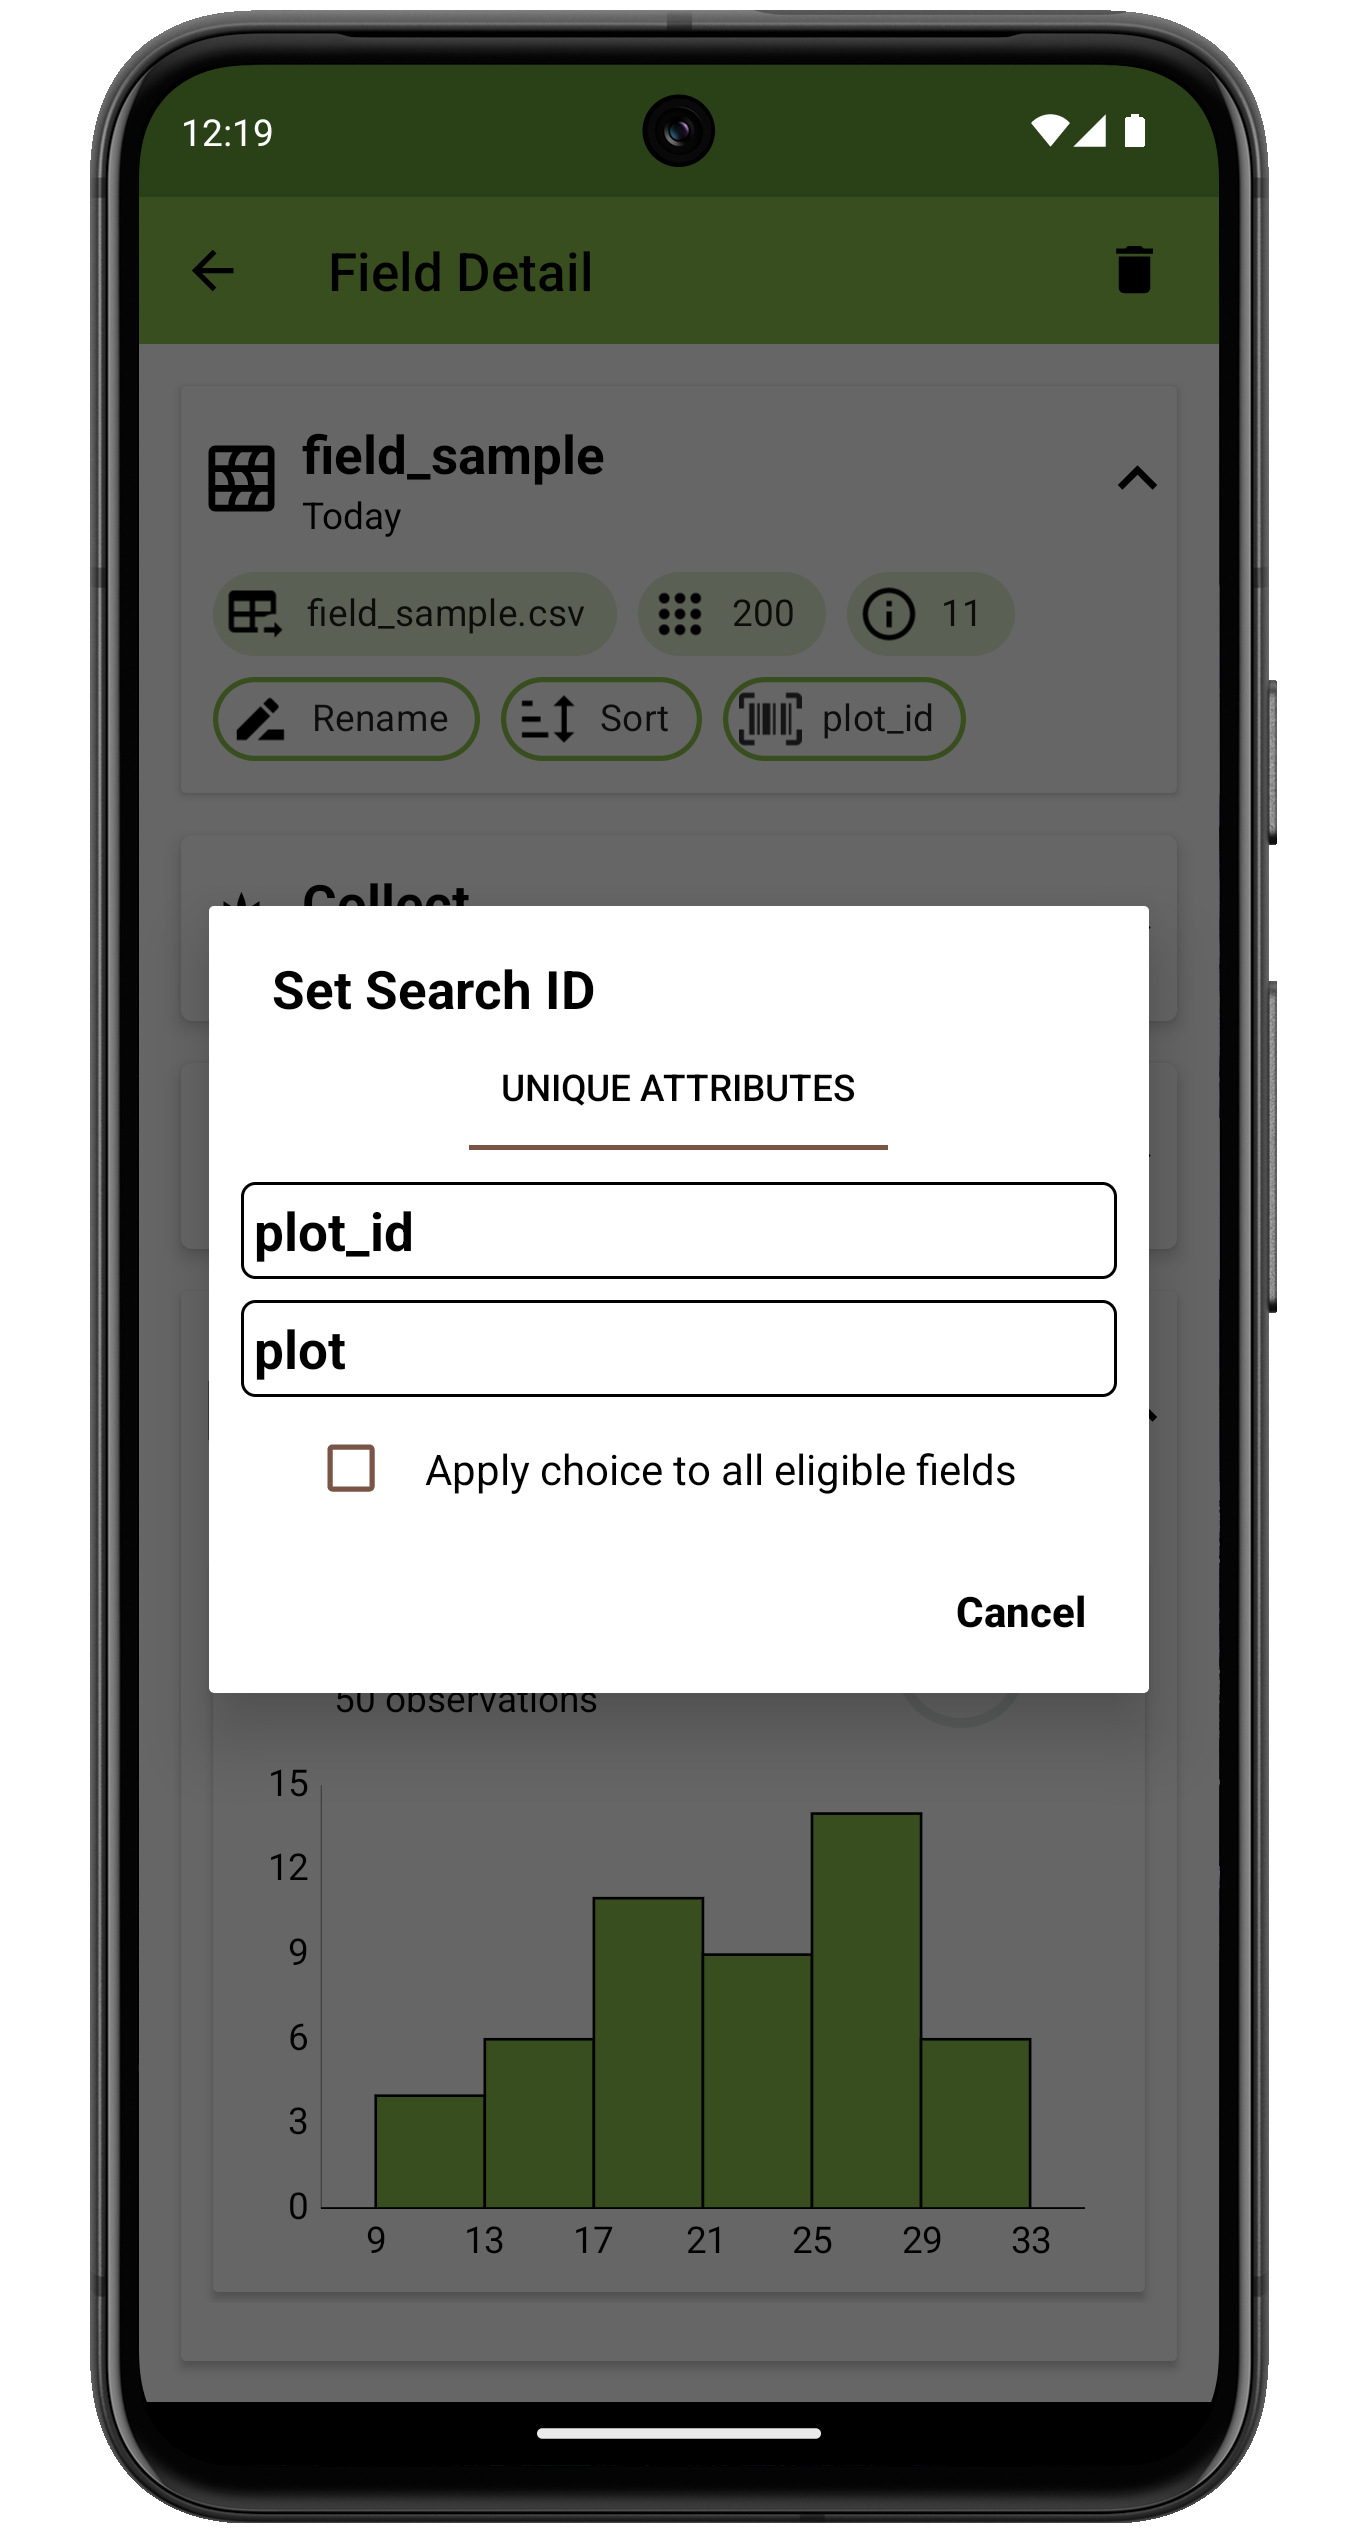 12:19
Field Detail
field_sample
Today
field_sample.csv 200 11
Rename Sort plot_id
Collect
Set Search ID
UNIQUE ATTRIBUTES
plot_id
plot
Apply choice to all eligible fields
Cancel
50 observations
15
12
9
6
3
0
9 13 17 21 25 29 33